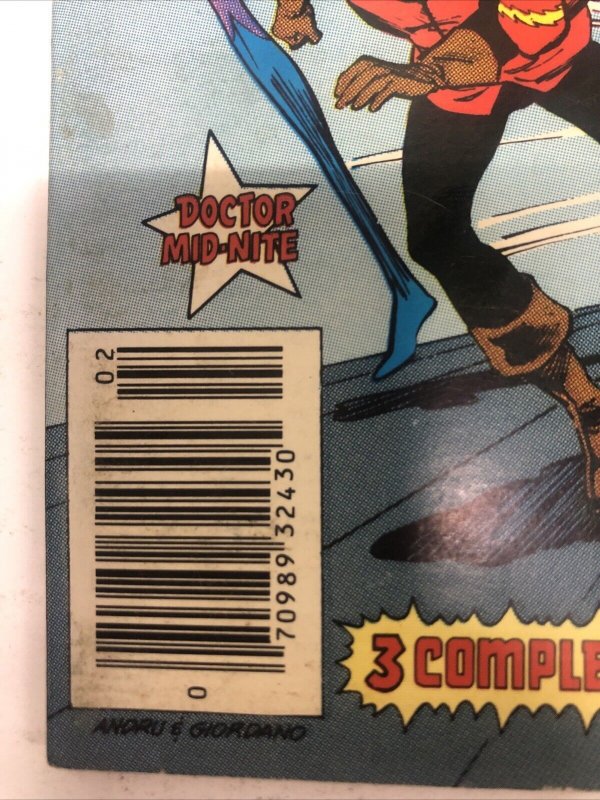 DOCTOR
MID-NITE
02
0 70989 32430
3 COMPLE
ANDRU & GIORDANO